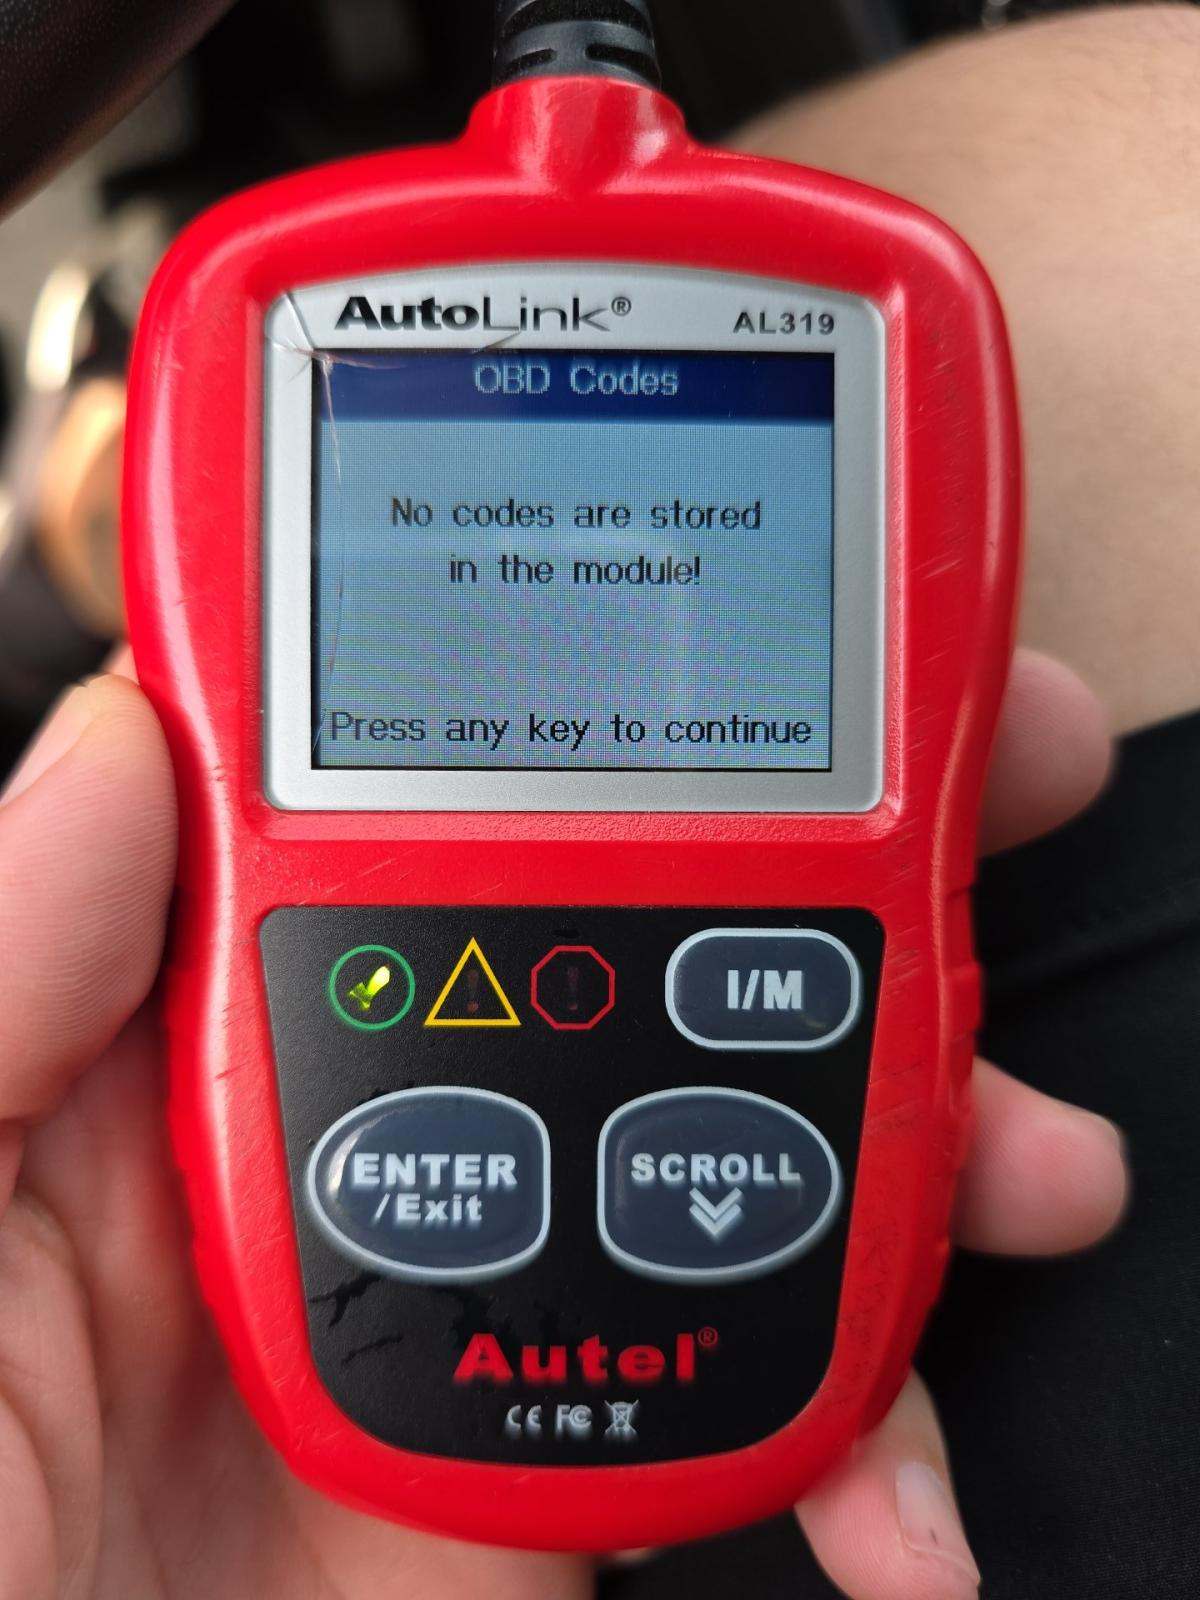 AutoLink®
AL319
OBD Codes
No codes are stored
in the module!
Press any key to continue
I/M
ENTER
/Exit
SCROLL
Autel®
CE FC